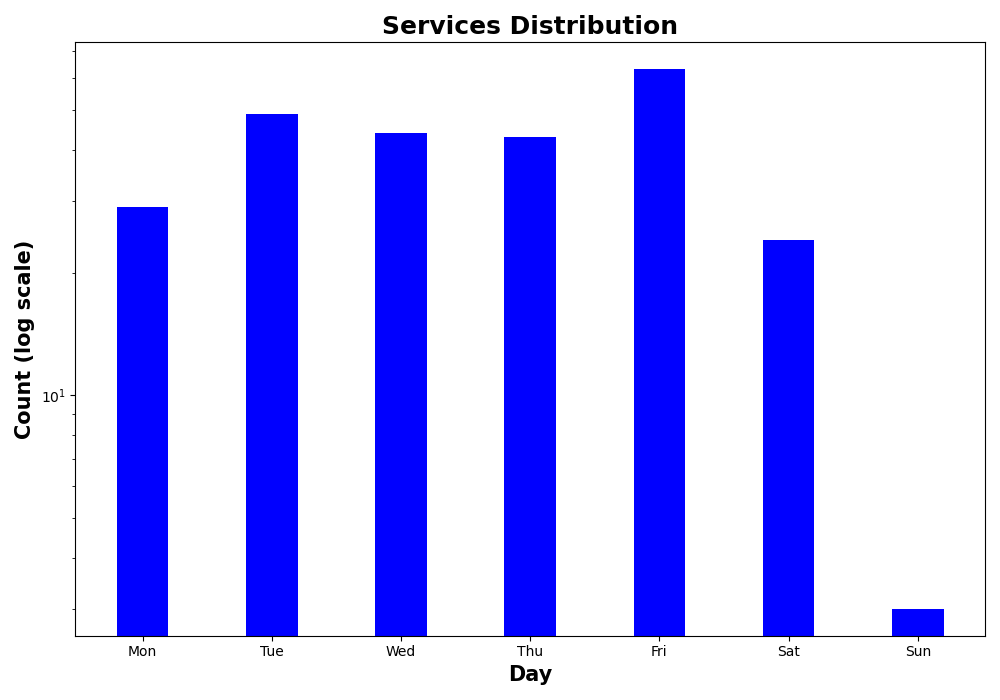 Services Distribution
Count (log scale)
10¹
Mon Tue Wed Thu Fri Sat Sun
Day